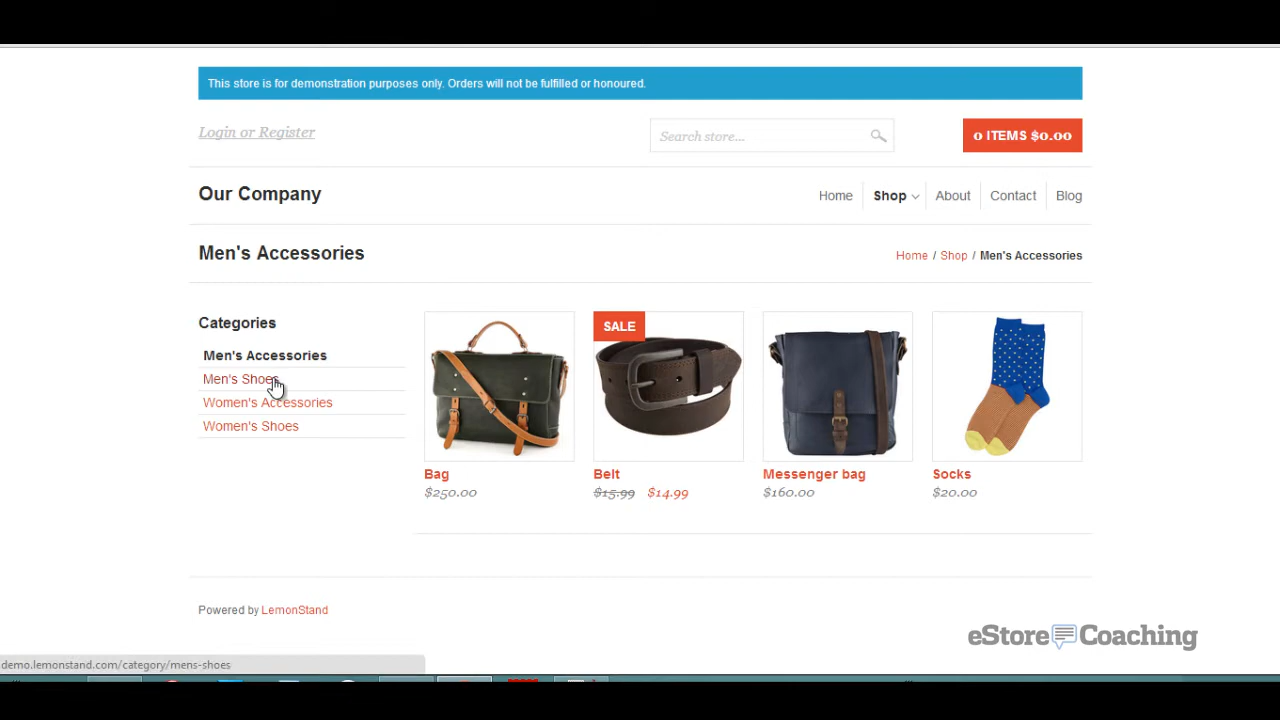 This store is for demonstration purposes only. Orders will not be fulfilled or honoured.
Login or Register
Search store...
0 ITEMS $0.00
Our Company
Home
Shop
About
Contact
Blog
Men's Accessories
Home / Shop / Men's Accessories
Categories
Men's Accessories
Men's Shoes
Women's Accessories
Women's Shoes
SALE
Bag
$250.00
Belt
$15.99 $14.99
Messenger bag
$160.00
Socks
$20.00
Powered by LemonStand
eStore Coaching
demo.lemonstand.com/category/mens-shoes